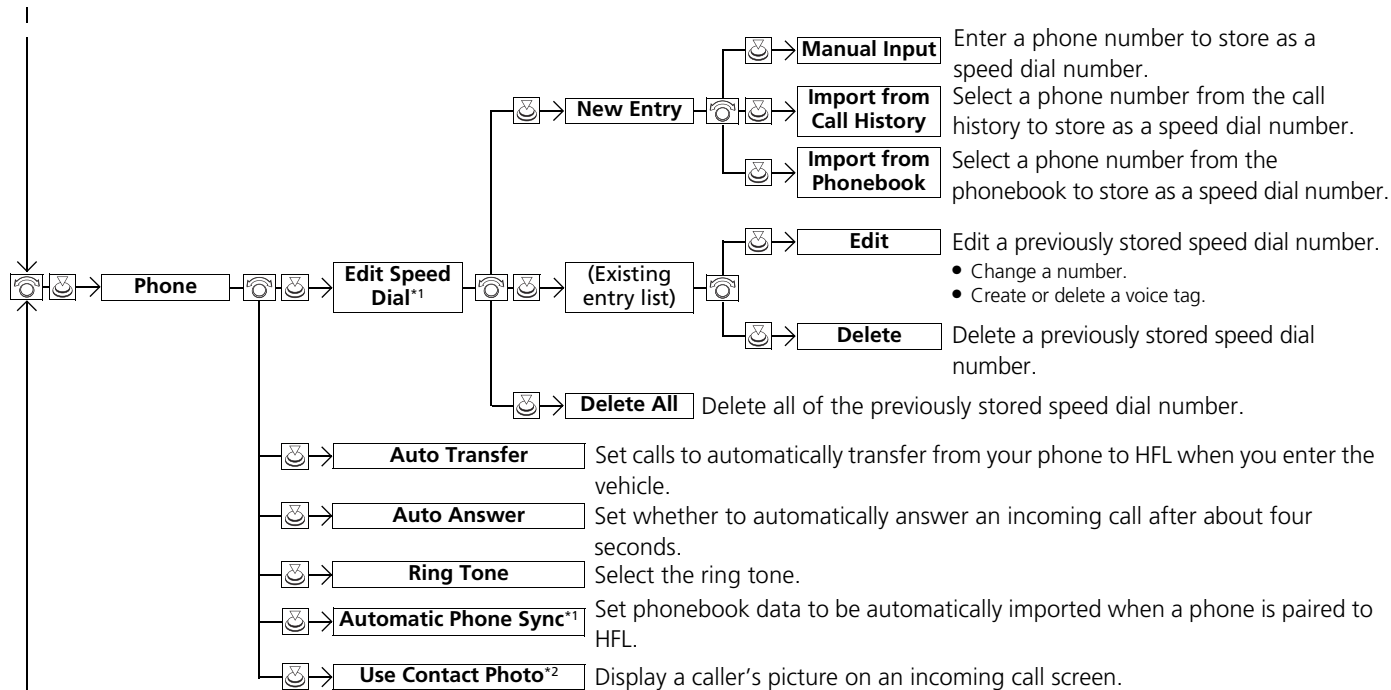 Manual Input
Enter a phone number to store as a
speed dial number.
New Entry
Import from
Call History
Select a phone number from the call
history to store as a speed dial number.
Import from
Phonebook
Select a phone number from the
phonebook to store as a speed dial number.
Phone
Edit Speed
Dial*1
(Existing
entry list)
Edit
Edit a previously stored speed dial number.
● Change a number.
● Create or delete a voice tag.
Delete
Delete a previously stored speed dial
number.
Delete All
Delete all of the previously stored speed dial number.
Auto Transfer
Set calls to automatically transfer from your phone to HFL when you enter the
vehicle.
Auto Answer
Set whether to automatically answer an incoming call after about four
seconds.
Ring Tone
Select the ring tone.
Automatic Phone Sync*1
Set phonebook data to be automatically imported when a phone is paired to
HFL.
Use Contact Photo*2
Display a caller's picture on an incoming call screen.